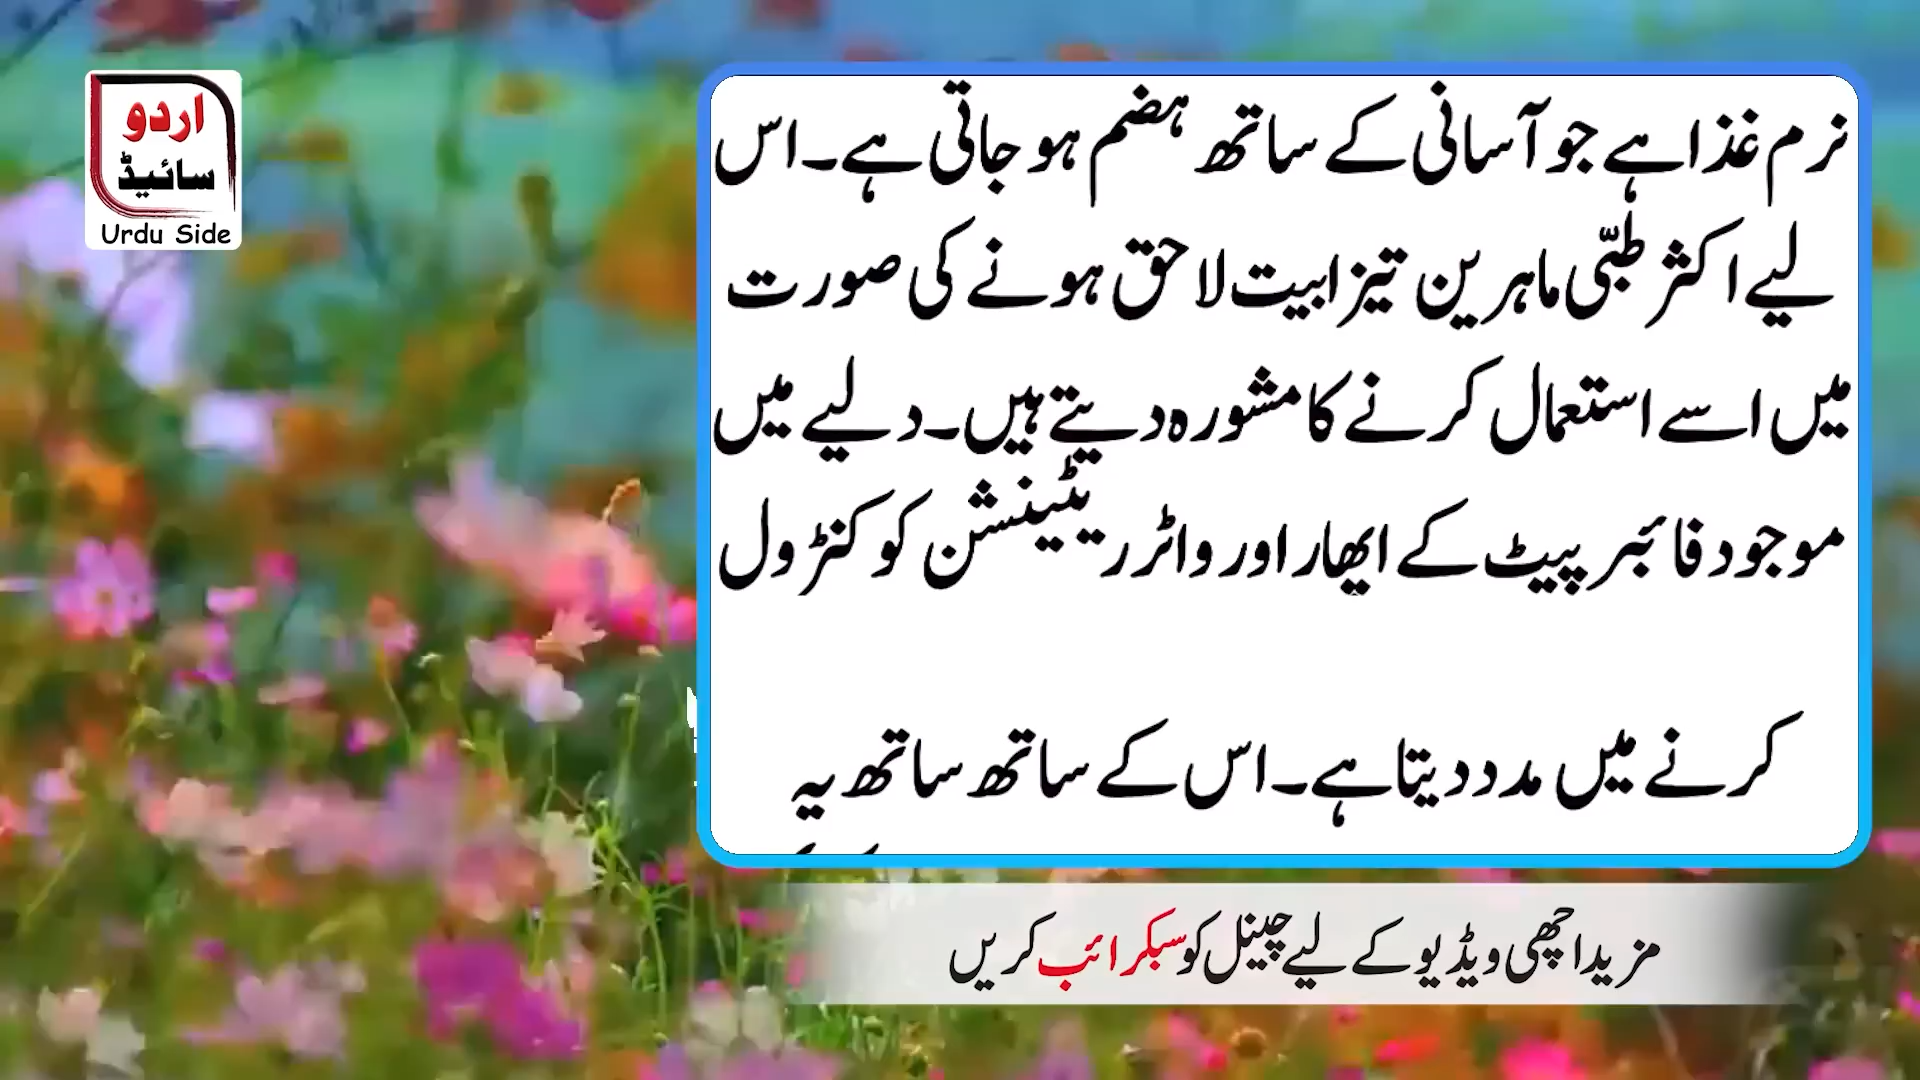 اردو
سائیڈ
Urdu Side
نرم غذا ہے جو آسانی کے ساتھ ہضم ہو جاتی ہے۔ اس
لیے اکثر طبّی ماہرین تیزابیت لاحق ہونے کی صورت
میں اسے استعمال کرنے کا مشورہ دیتے ہیں۔ دلیے میں
موجود فائبر پیٹ کے ابھار اور واٹر ریٹینشن کو کنٹرول
کرنے میں مدد دیتا ہے۔ اس کے ساتھ ساتھ یہ
مزید اچھی ویڈیو کے لیے چینل کو سبکرائب کریں